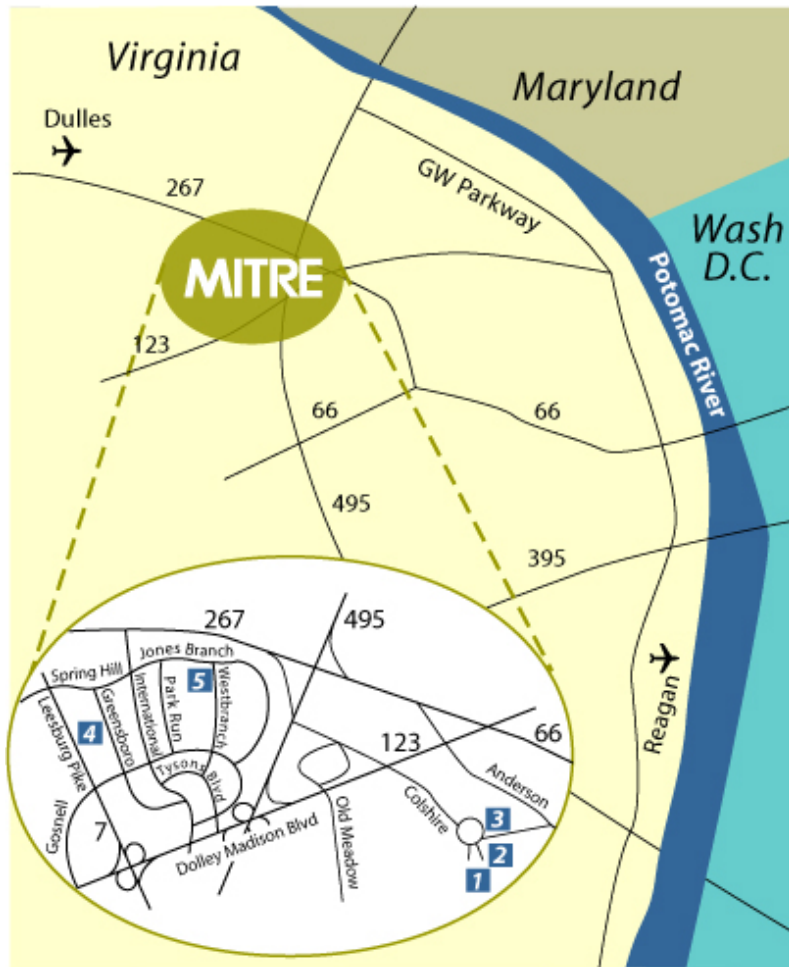 Virginia
Maryland
Dulles
267
GW Parkway
Wash
D.C.
MITRE
Potomac River
123
66
66
495
395
267
495
Jones Branch
Spring Hill
5
Westbranch
Park Run
International
Greensboro
Leesburg Pike
4
Reagan
66
123
Tysons Blvd
Anderson
Colshire
Gosnell
7
Dolley Madison Blvd
Old Meadow
3
2
1